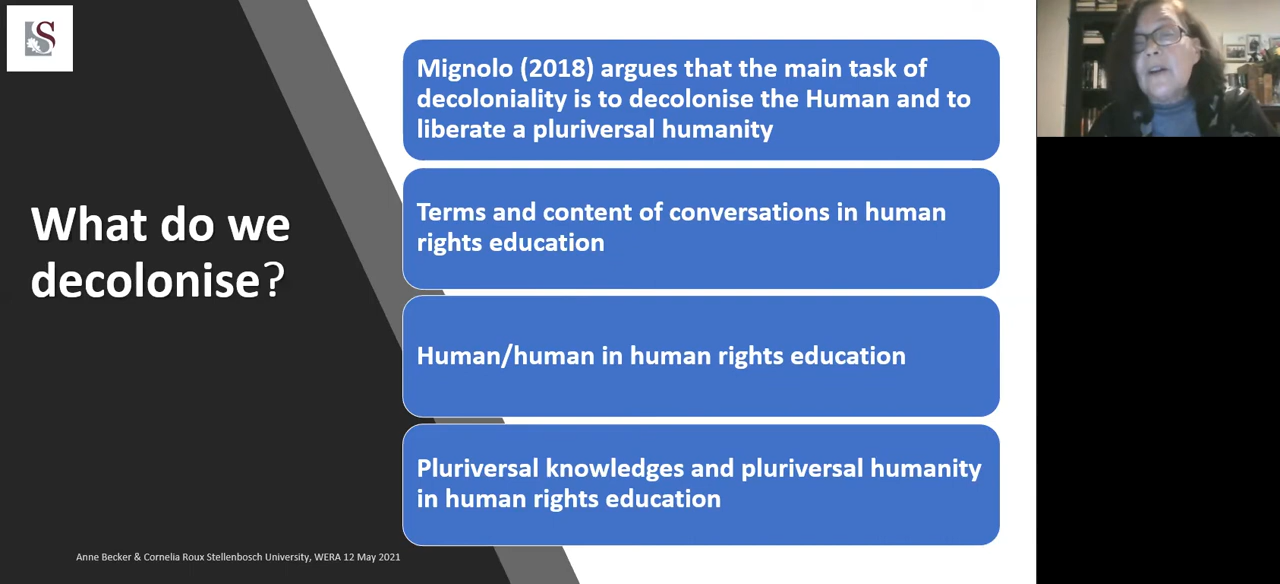 What do we
decolonise?
Mignolo (2018) argues that the main task of
decoloniality is to decolonise the Human and to
liberate a pluriversal humanity
Terms and content of conversations in human
rights education
Human/human in human rights education
Pluriversal knowledges and pluriversal humanity
in human rights education
Anne Becker & Cornelia Roux Stellenbosch University, WERA 12 May 2021
S